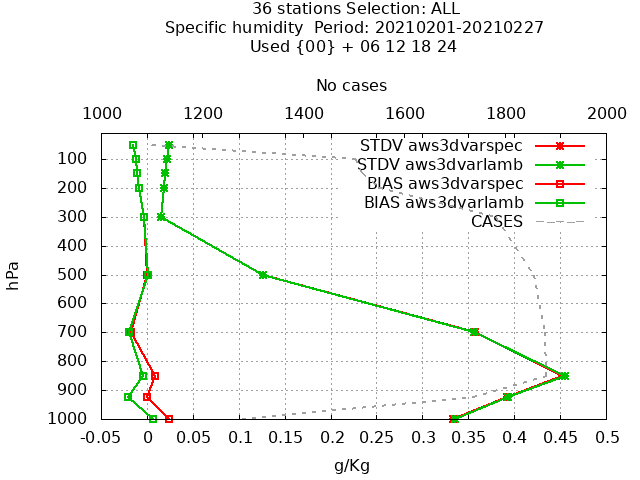 36 stations Selection: ALL
Specific humidity  Period: 20210201-20210227
Used {00} + 06 12 18 24
No cases
1000 1200 1400 1600 1800 2000
STDV aws3dvarspec
STDV aws3dvarlamb
BIAS aws3dvarspec
BIAS aws3dvarlamb
CASES
hPa
100
200
300
400
500
600
700
800
900
1000
-0.05 0 0.05 0.1 0.15 0.2 0.25 0.3 0.35 0.4 0.45 0.5
g/Kg